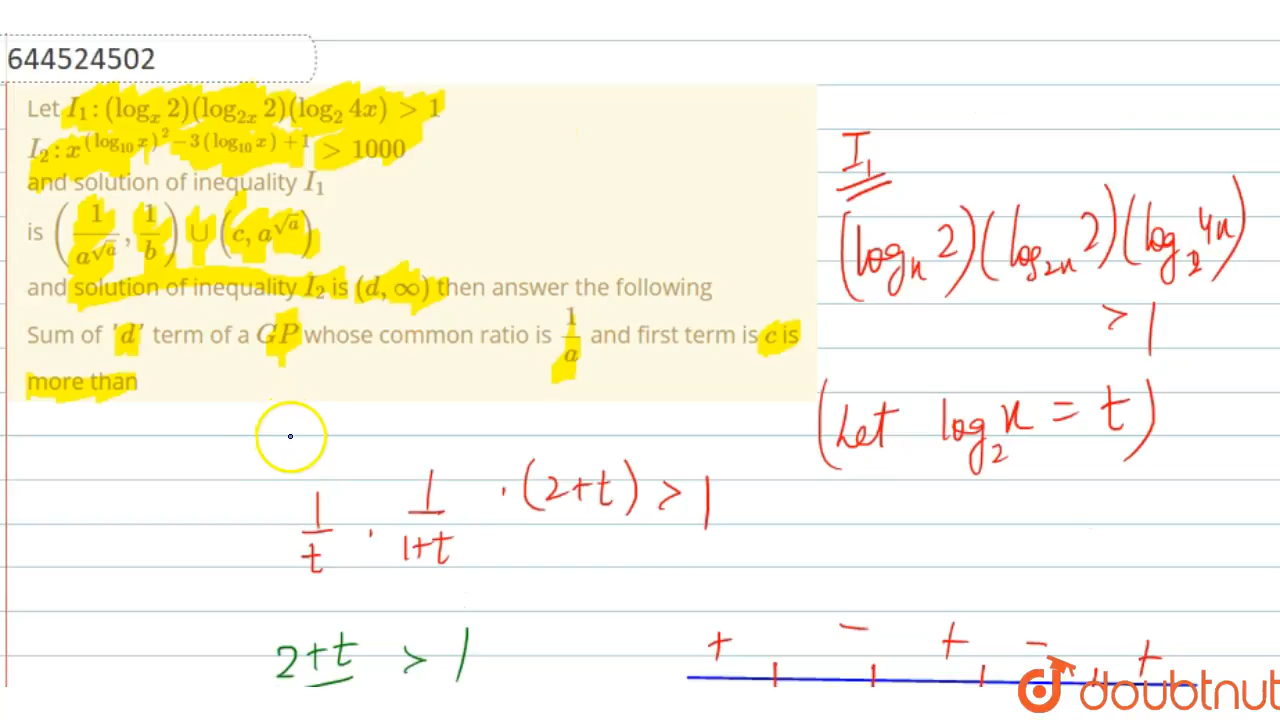 644524502
Let I₁ : (logₓ 2)(log₂ₓ 2)(log₂ 4x) > 1
I₂ : x^((log₁₀ x)² − 3(log₁₀ x) + 1) > 1000
and solution of inequality I₁
is (1/a^√a, 1/b) ∪ (c, a^√a)
and solution of inequality I₂ is (d, ∞) then answer the following
Sum of 'd' term of a GP whose common ratio is 1/a and first term is c is
more than
I₁
(logₓ 2)(log₂ₓ 2)(log₂ 4x)
> 1
(Let log₂ x = t)
1/t · 1/(1+t) · (2+t) > 1
2+t > 1
+ − + − +
doubtnut